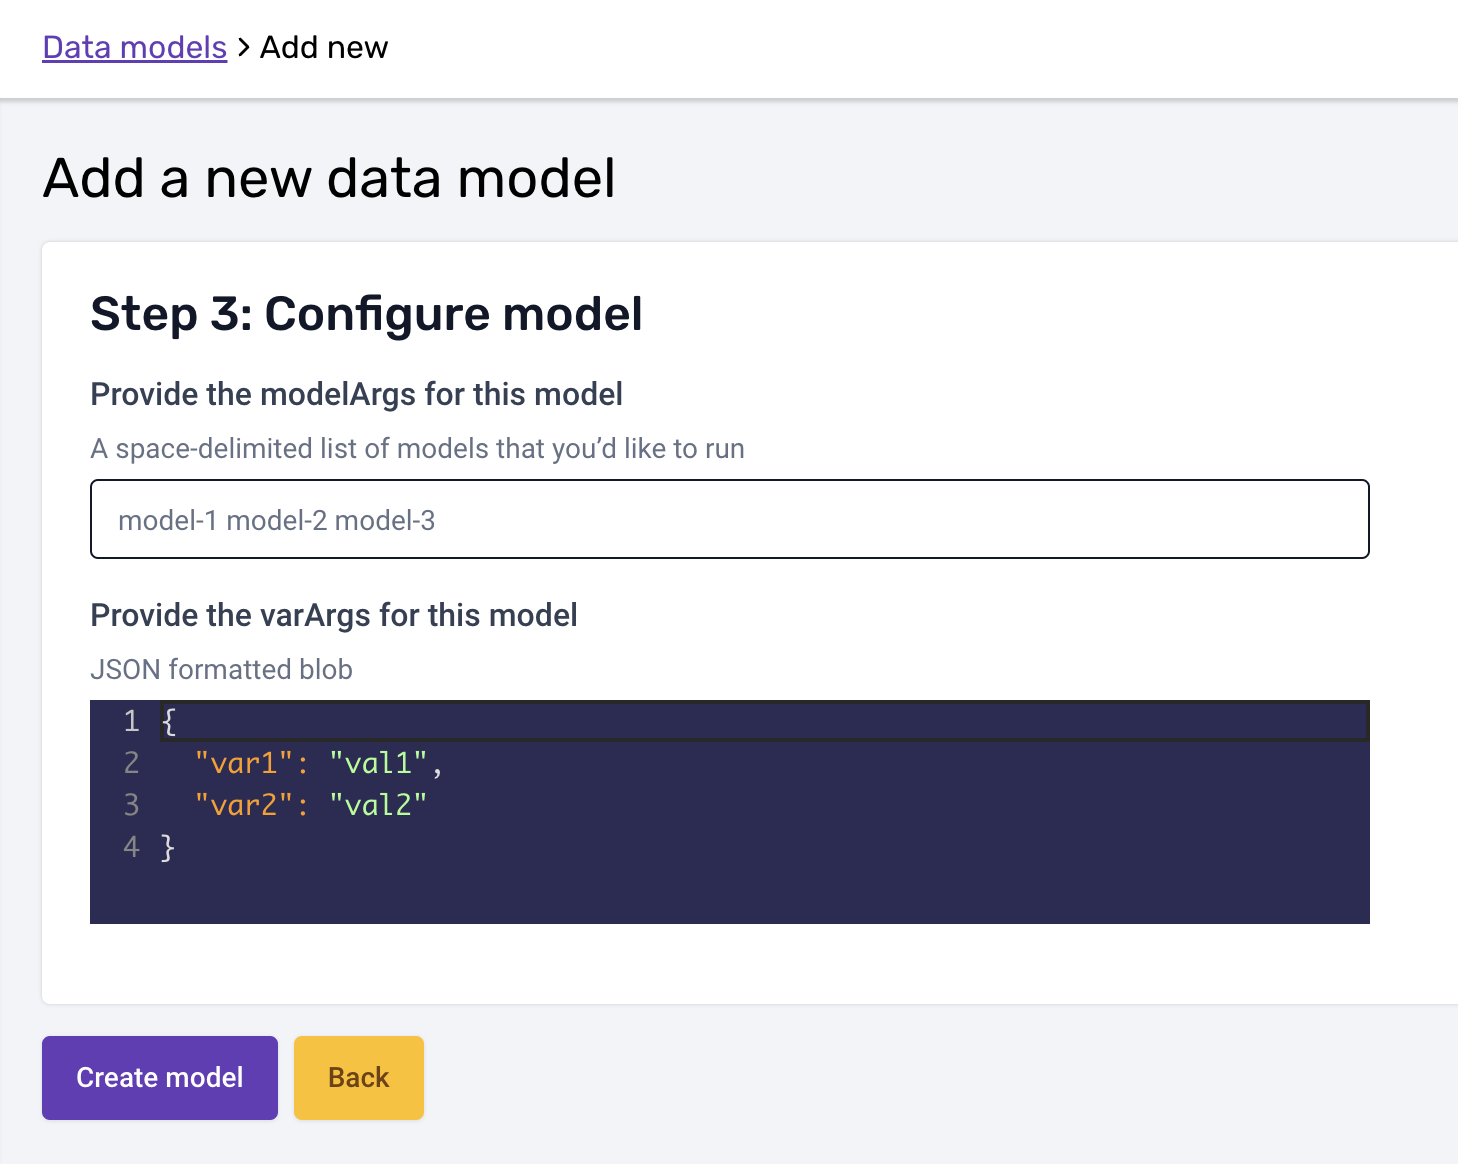 Data models > Add new
Add a new data model
Step 3: Configure model
Provide the modelArgs for this model
A space-delimited list of models that you’d like to run
model-1 model-2 model-3
Provide the varArgs for this model
JSON formatted blob
1 {
2 "var1": "val1",
3 "var2": "val2"
4 }
Create model Back